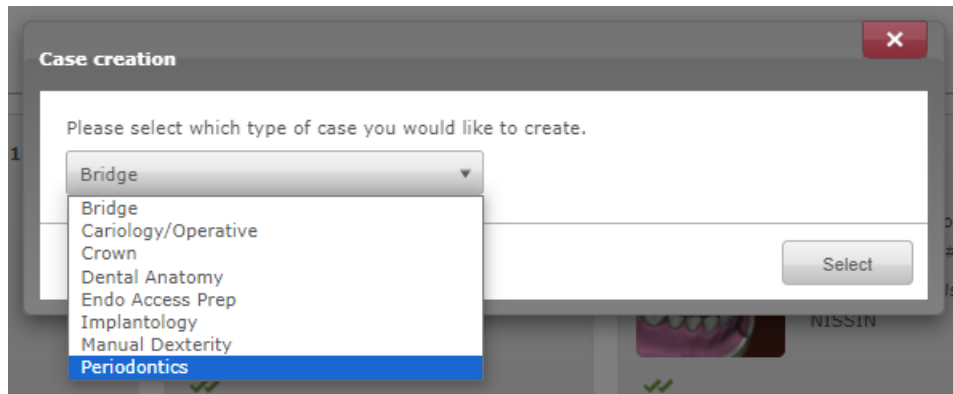 Case creation
Please select which type of case you would like to create.
1
Bridge
Bridge
Cariology/Operative
Crown
Dental Anatomy
Endo Access Prep
Implantology
Manual Dexterity
Periodontics
Select
NISSIN